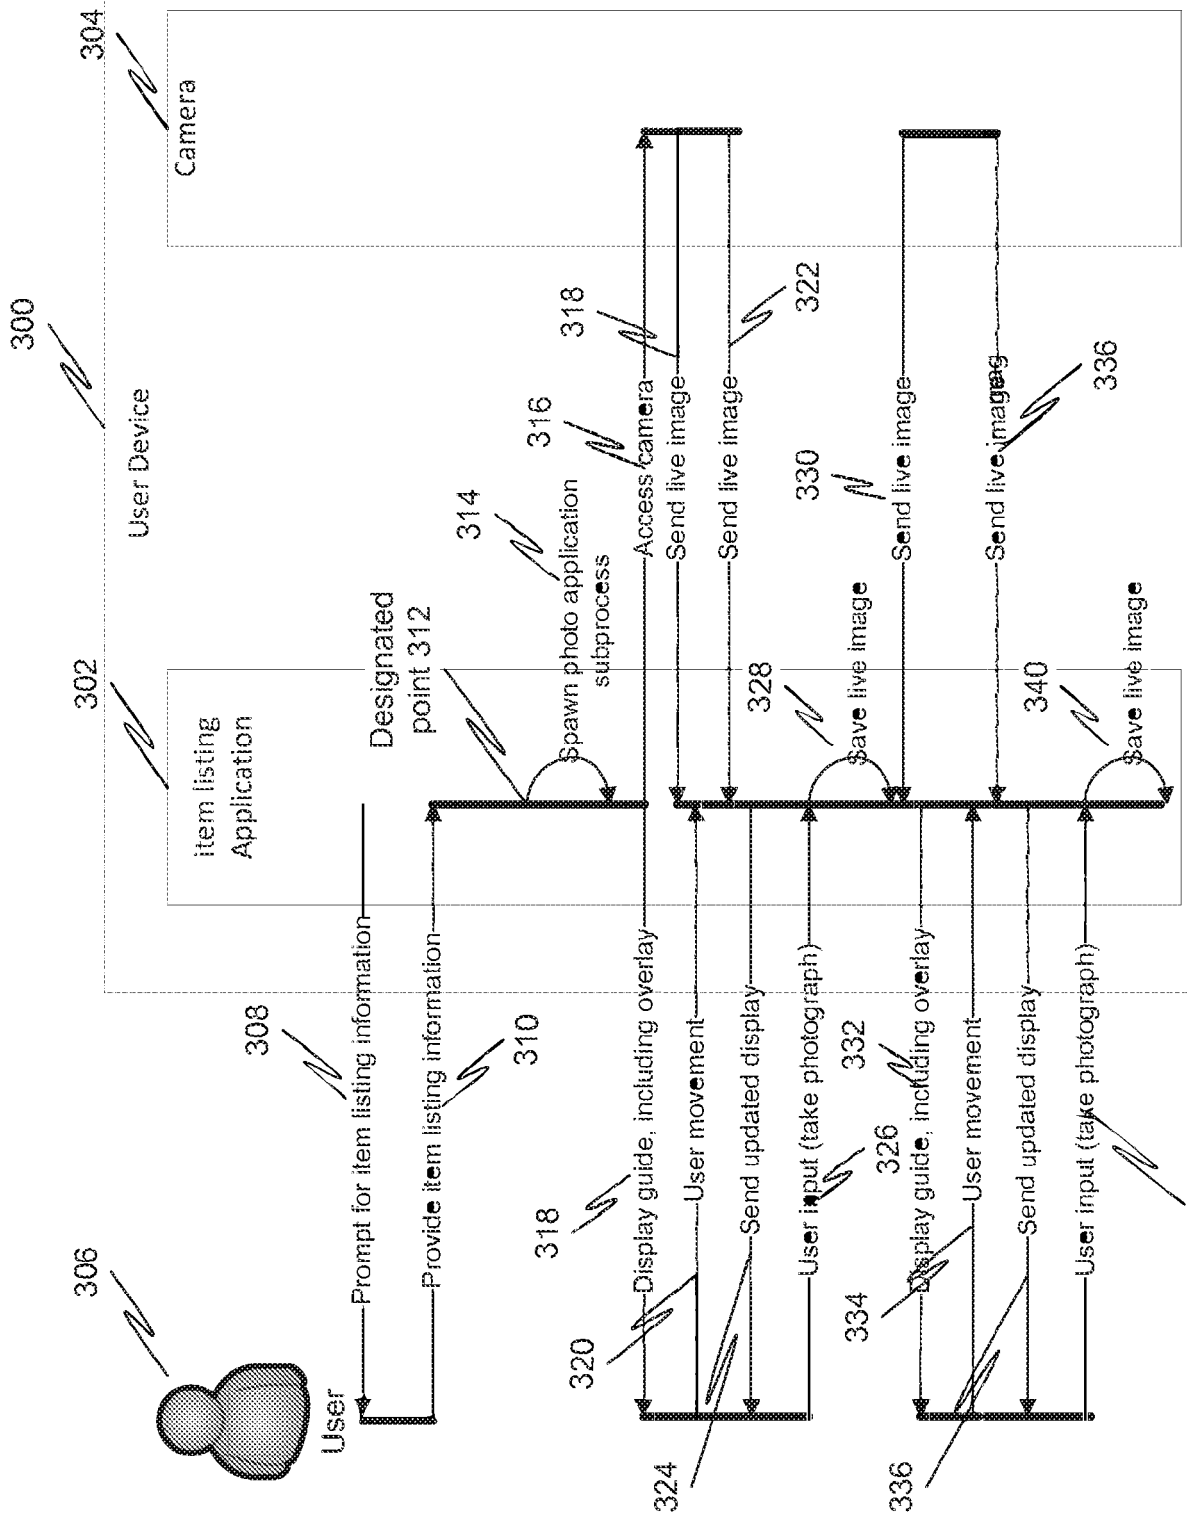 300
User Device
302
304
306
User
Item listing
Application
Camera
308
Prompt for item listing information
Provide item listing information
310
Designated
point 312
314
Spawn photo application
subprocess
316
Access camera
318
Display guide, including overlay
318
Send live image
320
User movement
Send live image
322
324
Send updated display
328
User input (take photograph)
326
Save live image
330
Send live image
332
Display guide, including overlay
334
User movement
Send live imag
336
336
Send updated display
340
User input (take photograph)
Save live image